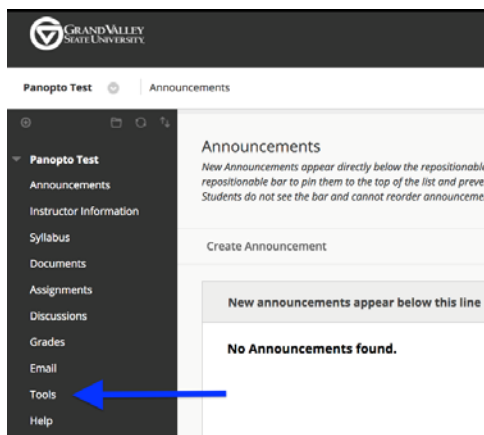 GRANDVALLEY
STATE UNIVERSITY
Panopto Test
Announcements
Panopto Test
Announcements
Instructor Information
Syllabus
Documents
Assignments
Discussions
Grades
Email
Tools
Help
Announcements
New Announcements appear directly below the repositionable
repositionable bar to pin them to the top of the list and preve
Students do not see the bar and cannot reorder announceme
Create Announcement
New announcements appear below this line
No Announcements found.